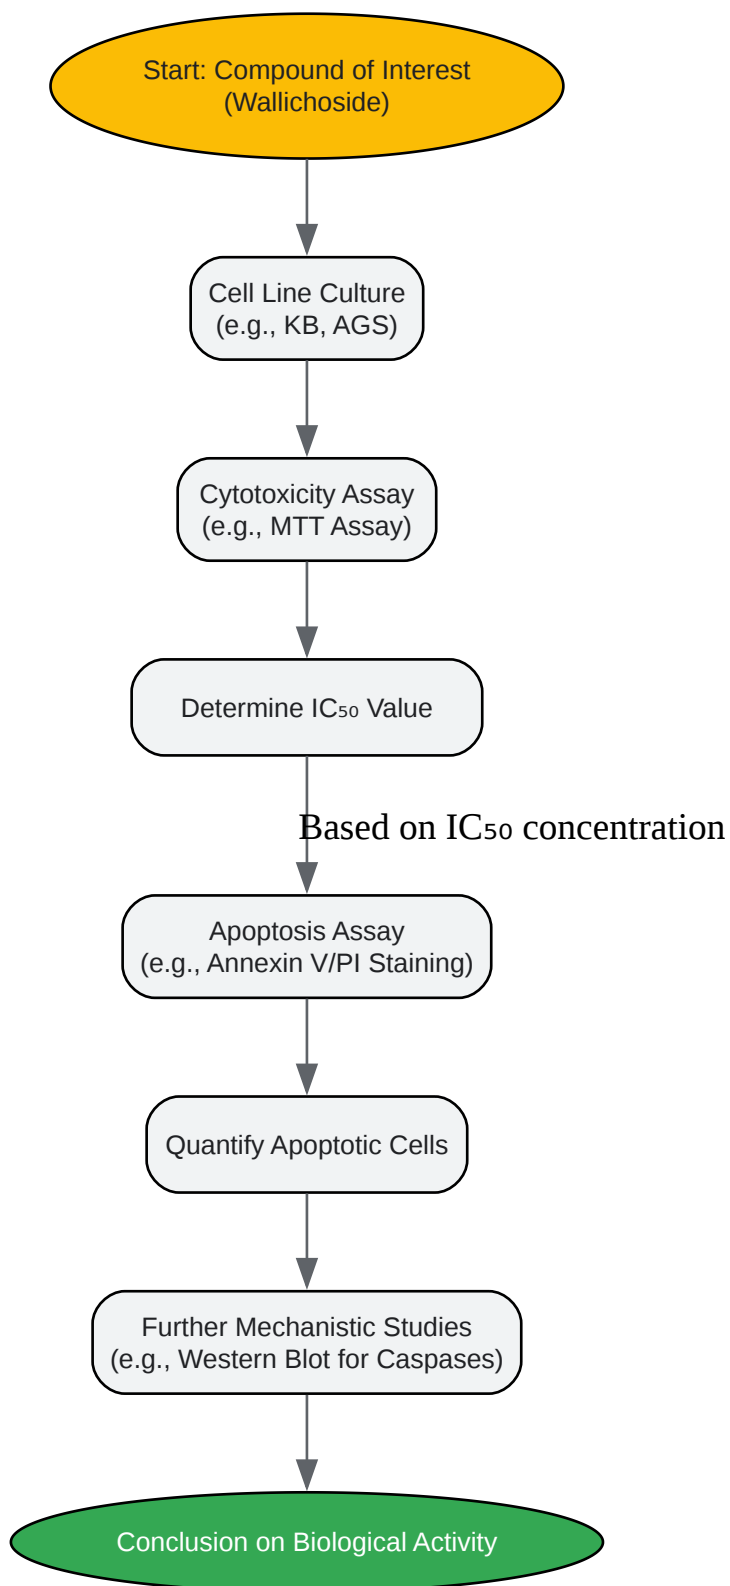 Start: Compound of Interest
(Wallichoside)
Cell Line Culture
(e.g., KB, AGS)
Cytotoxicity Assay
(e.g., MTT Assay)
Determine IC₅₀ Value
Based on IC₅₀ concentration
Apoptosis Assay
(e.g., Annexin V/PI Staining)
Quantify Apoptotic Cells
Further Mechanistic Studies
(e.g., Western Blot for Caspases)
Conclusion on Biological Activity